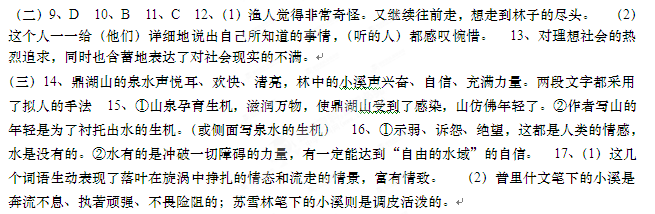 (二)9、D 10、B 11、C 12、(1)渔人觉得非常奇怪。又继续往前走,想走到林子的尽头。 (2)
这个人一一给(他们)详细地说出自己所知道的事情,(听的人)都感叹惋惜。 13、对理想社会的热
烈追求,同时也含蓄地表达了对社会现实的不满。
(三)14、鼎湖山的泉水声悦耳、欢快、清亮,林中的小溪声兴奋、自信、充满力量。两段文字都采用
了拟人的手法 15、①山泉孕育生机,滋润万物,使鼎湖山受到了感染,山仿佛年轻了。②作者写山的
年轻是为了衬托出水的生机。(或侧面写泉水的生机) 16、①示弱、诉怨、绝望,这都是人类的情感,
水是没有的。②水有的是冲破一切障碍的力量,有一定能达到“自由的水域”的自信。 17、(1)这几
个词语生动表现了落叶在旋涡中挣扎的情态和流走的情景,富有情致。 (2)普里什文笔下的小溪是
奔流不息、执著顽强、不畏险阻的;苏雪林笔下的小溪则是调皮活泼的。